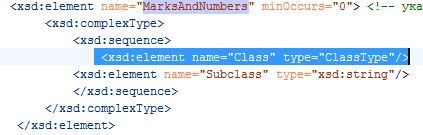 <xsd:element name="MarksAndNumbers" minOccurs="0"> <!-- ука
<xsd:complexType>
<xsd:sequence>
<xsd:element name="Class" type="ClassType"/>
<xsd:element name="Subclass" type="xsd:string"/>
</xsd:sequence>
</xsd:complexType>
</xsd:element>